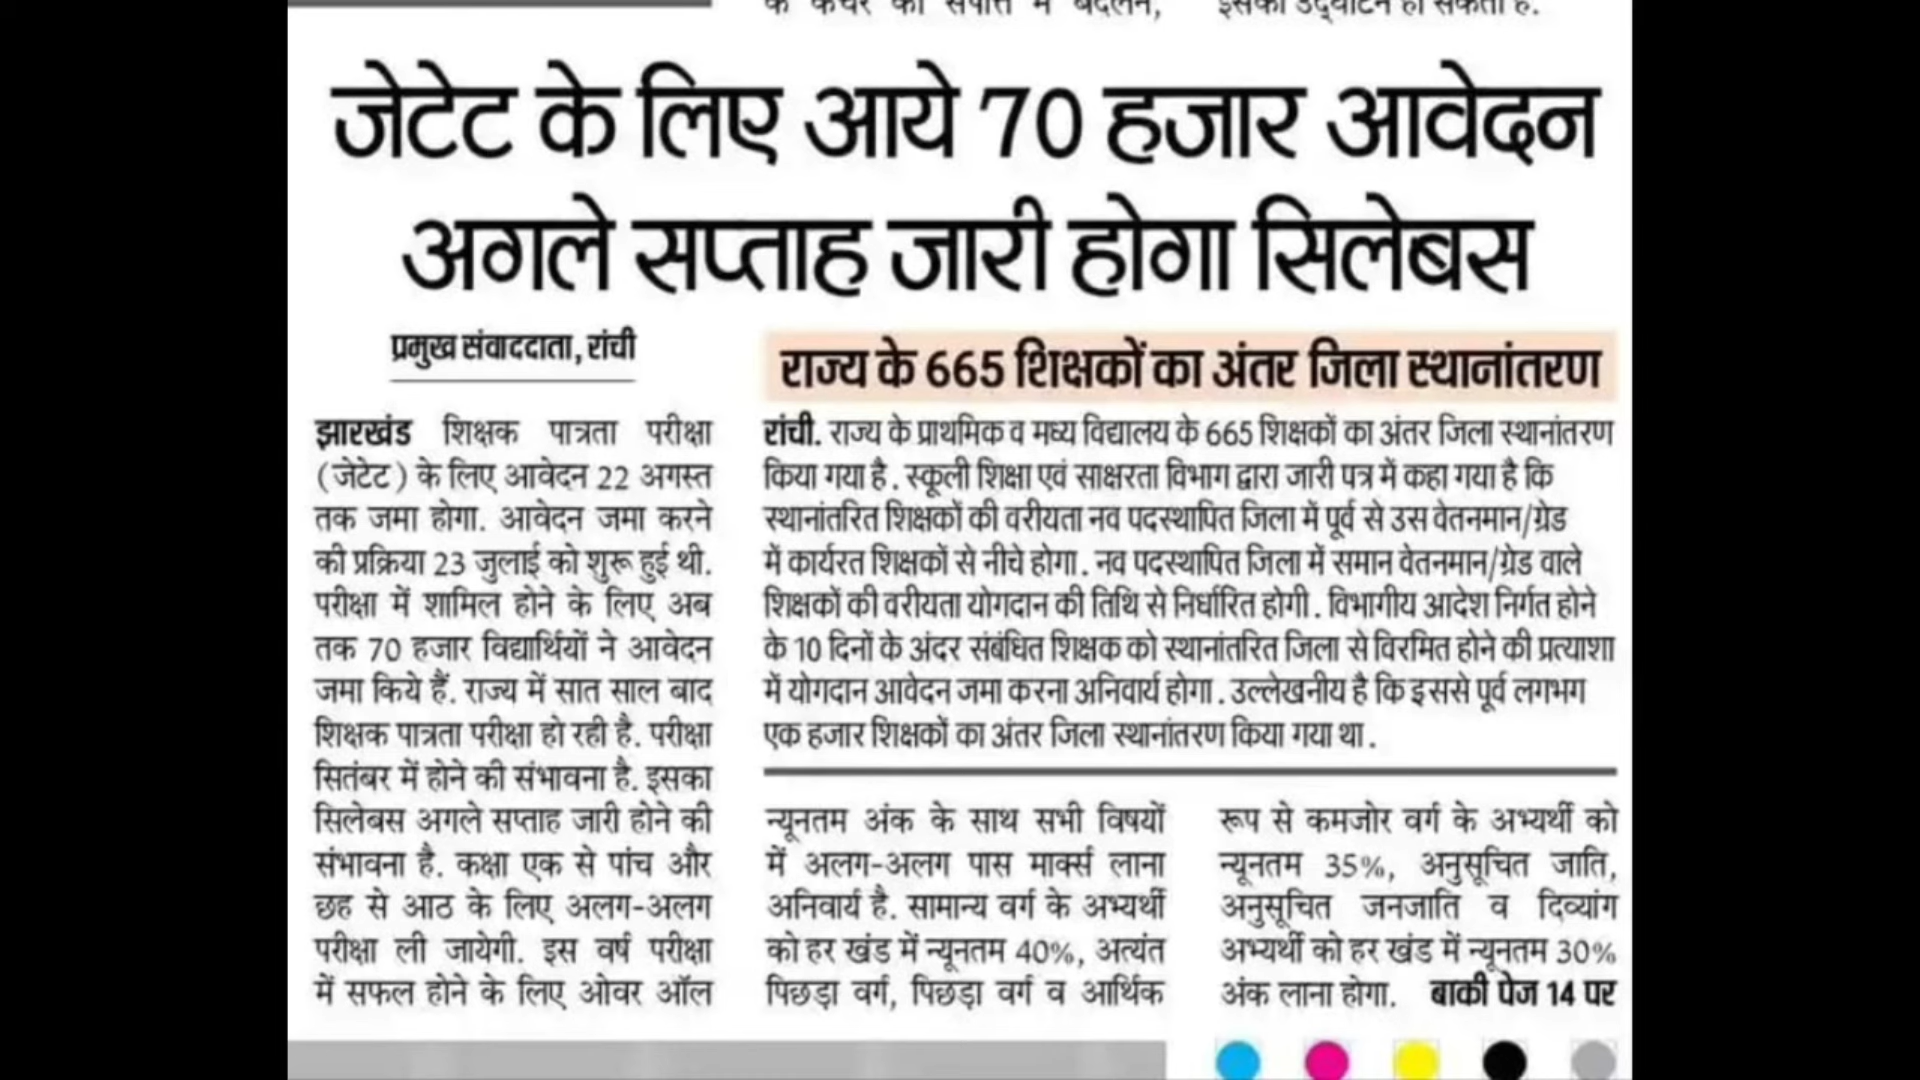 के कचरे को संपत्ति में बदलने,
इसका उद्घाटन हो सकता है.
जेटेट के लिए आये 70 हजार आवेदन
अगले सप्ताह जारी होगा सिलेबस
प्रमुख संवाददाता, रांची
झारखंड शिक्षक पात्रता परीक्षा
(जेटेट) के लिए आवेदन 22 अगस्त
तक जमा होगा. आवेदन जमा करने
की प्रक्रिया 23 जुलाई को शुरू हुई थी.
परीक्षा में शामिल होने के लिए अब
तक 70 हजार विद्यार्थियों ने आवेदन
जमा किये हैं. राज्य में सात साल बाद
शिक्षक पात्रता परीक्षा हो रही है. परीक्षा
सितंबर में होने की संभावना है. इसका
सिलेबस अगले सप्ताह जारी होने की
संभावना है. कक्षा एक से पांच और
छह से आठ के लिए अलग-अलग
परीक्षा ली जायेगी. इस वर्ष परीक्षा
में सफल होने के लिए ओवर ऑल
राज्य के 665 शिक्षकों का अंतर जिला स्थानांतरण
रांची. राज्य के प्राथमिक व मध्य विद्यालय के 665 शिक्षकों का अंतर जिला स्थानांतरण
किया गया है. स्कूली शिक्षा एवं साक्षरता विभाग द्वारा जारी पत्र में कहा गया है कि
स्थानांतरित शिक्षकों की वरीयता नव पदस्थापित जिला में पूर्व से उस वेतनमान/ग्रेड
में कार्यरत शिक्षकों से नीचे होगा. नव पदस्थापित जिला में समान वेतनमान/ग्रेड वाले
शिक्षकों की वरीयता योगदान की तिथि से निर्धारित होगी. विभागीय आदेश निर्गत होने
के 10 दिनों के अंदर संबंधित शिक्षक को स्थानांतरित जिला से विरमित होने की प्रत्याशा
में योगदान आवेदन जमा करना अनिवार्य होगा. उल्लेखनीय है कि इससे पूर्व लगभग
एक हजार शिक्षकों का अंतर जिला स्थानांतरण किया गया था.
न्यूनतम अंक के साथ सभी विषयों
में अलग-अलग पास मार्क्स लाना
अनिवार्य है. सामान्य वर्ग के अभ्यर्थी
को हर खंड में न्यूनतम 40%, अत्यंत
पिछड़ा वर्ग, पिछड़ा वर्ग व आर्थिक
रूप से कमजोर वर्ग के अभ्यर्थी को
न्यूनतम 35%, अनुसूचित जाति,
अनुसूचित जनजाति व दिव्यांग
अभ्यर्थी को हर खंड में न्यूनतम 30%
अंक लाना होगा. बाकी पेज 14 पर